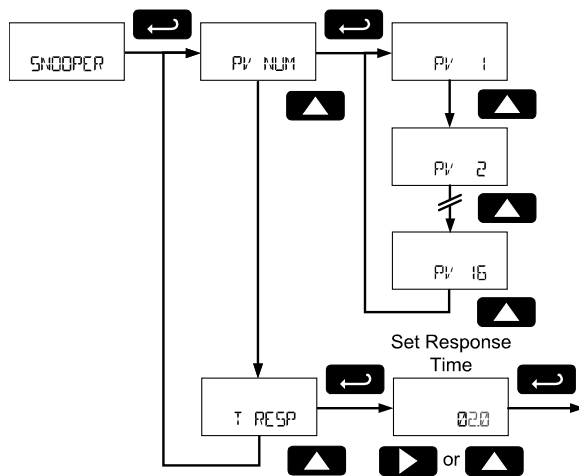 SNOOPER
PV NUM
PV 1
PV 2
PV 16
Set Response
Time
T RESP
02.0
or